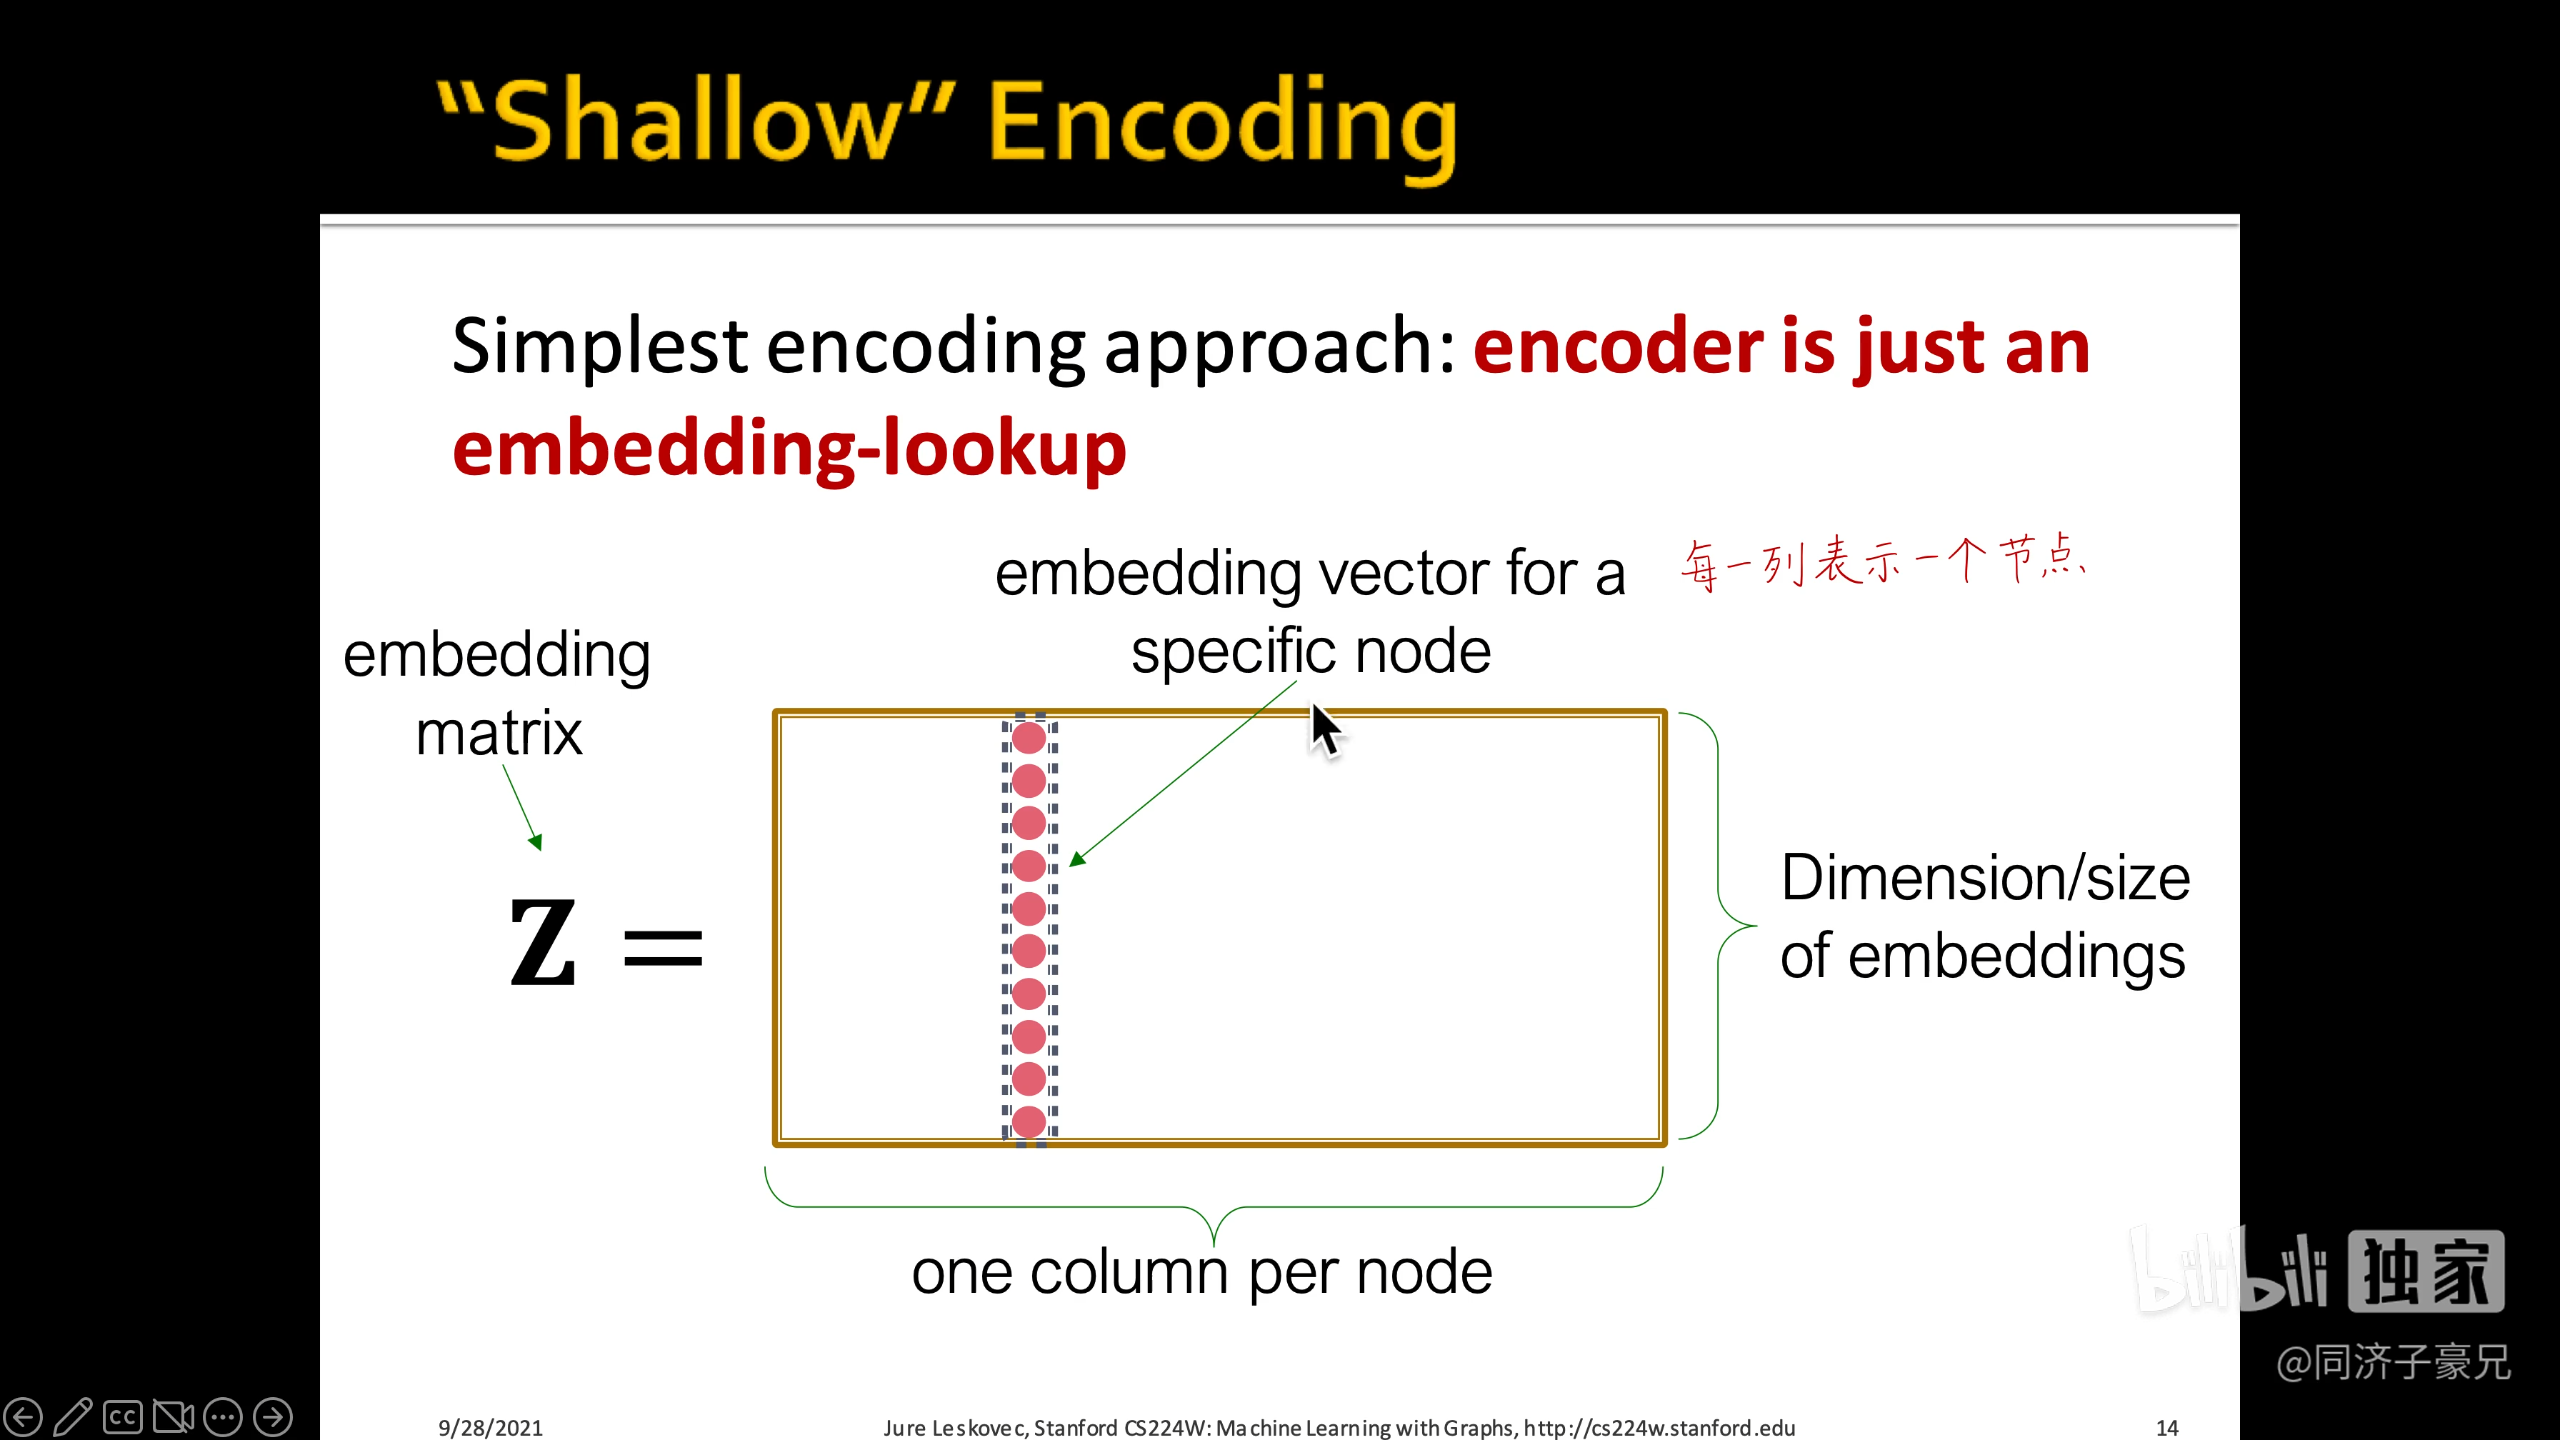 “Shallow” Encoding
Simplest encoding approach: encoder is just an
embedding-lookup
embedding vector for a
specific node
每一列表示一个节点
embedding
matrix
Z =
Dimension/size
of embeddings
one column per node
bilibili 独家
@同济子豪兄
CC
9/28/2021
Jure Leskovec, Stanford CS224W: Machine Learning with Graphs, http://cs224w.stanford.edu
14